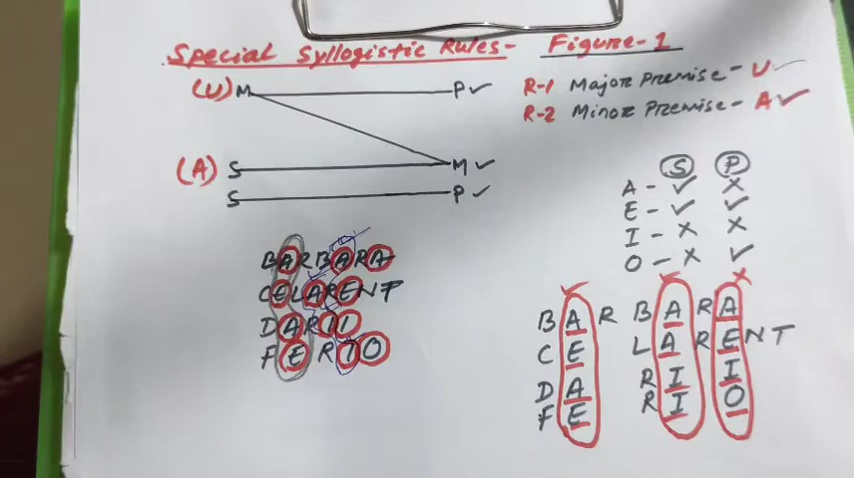 Special Syllogistic Rules- Figure-1
(U) M P ✓
R-1 Major Premise- U ✓
R-2 Minor Premise- A ✓
(A) S M ✓
S P ✓
S P
A - ✓ ×
E - ✓ ✓
I - × ×
O - × ✓
BARBARA
CELARENT
DARII
FERIO
✓ ✓ ×
BAR BARA
CE LARENT
DA RII
FE RIO